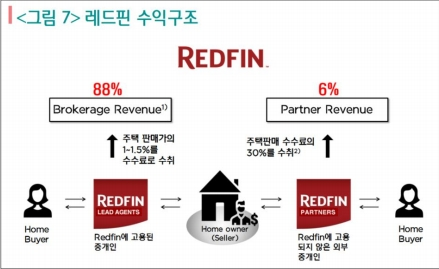 <그림 7> 레드핀 수익구조
REDFIN
88%
Brokerage Revenue1)
주택 판매가의
1~1.5%를
수수료로 수취
6%
Partner Revenue
주택판매 수수료의
30%를 수취2)
Home
Buyer
REDFIN
LEAD AGENTS
Redfin에 고용된
중개인
Home owner
(Seller)
REDFIN
PARTNERS
Redfin에 고용
되지 않은 외부
중개인
Home
Buyer